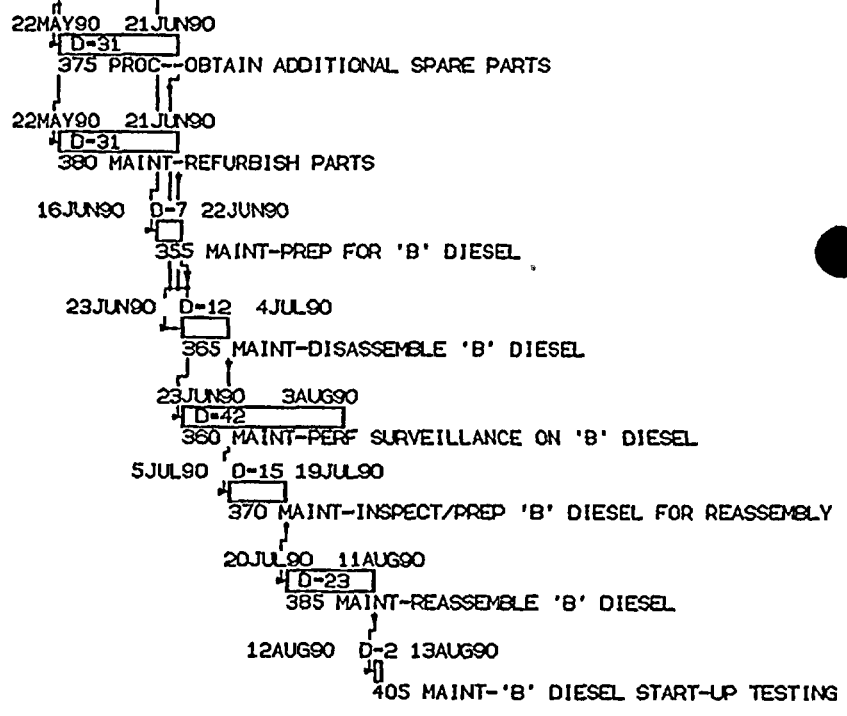 22MAY90 21JUN90
D-31
375 PROC--OBTAIN ADDITIONAL SPARE PARTS
22MAY90 21JUN90
D-31
380 MAINT-REFURBISH PARTS
16JUN90 D-7 22JUN90
355 MAINT-PREP FOR 'B' DIESEL
23JUN90 D-12 4JUL90
365 MAINT-DISASSEMBLE 'B' DIESEL
23JUN90 3AUG90
D-42
360 MAINT-PERF SURVEILLANCE ON 'B' DIESEL
5JUL90 D-15 19JUL90
370 MAINT-INSPECT/PREP 'B' DIESEL FOR REASSEMBLY
20JUL90 11AUG90
D-23
385 MAINT-REASSEMBLE 'B' DIESEL
12AUG90 D-2 13AUG90
405 MAINT-'B' DIESEL START-UP TESTING